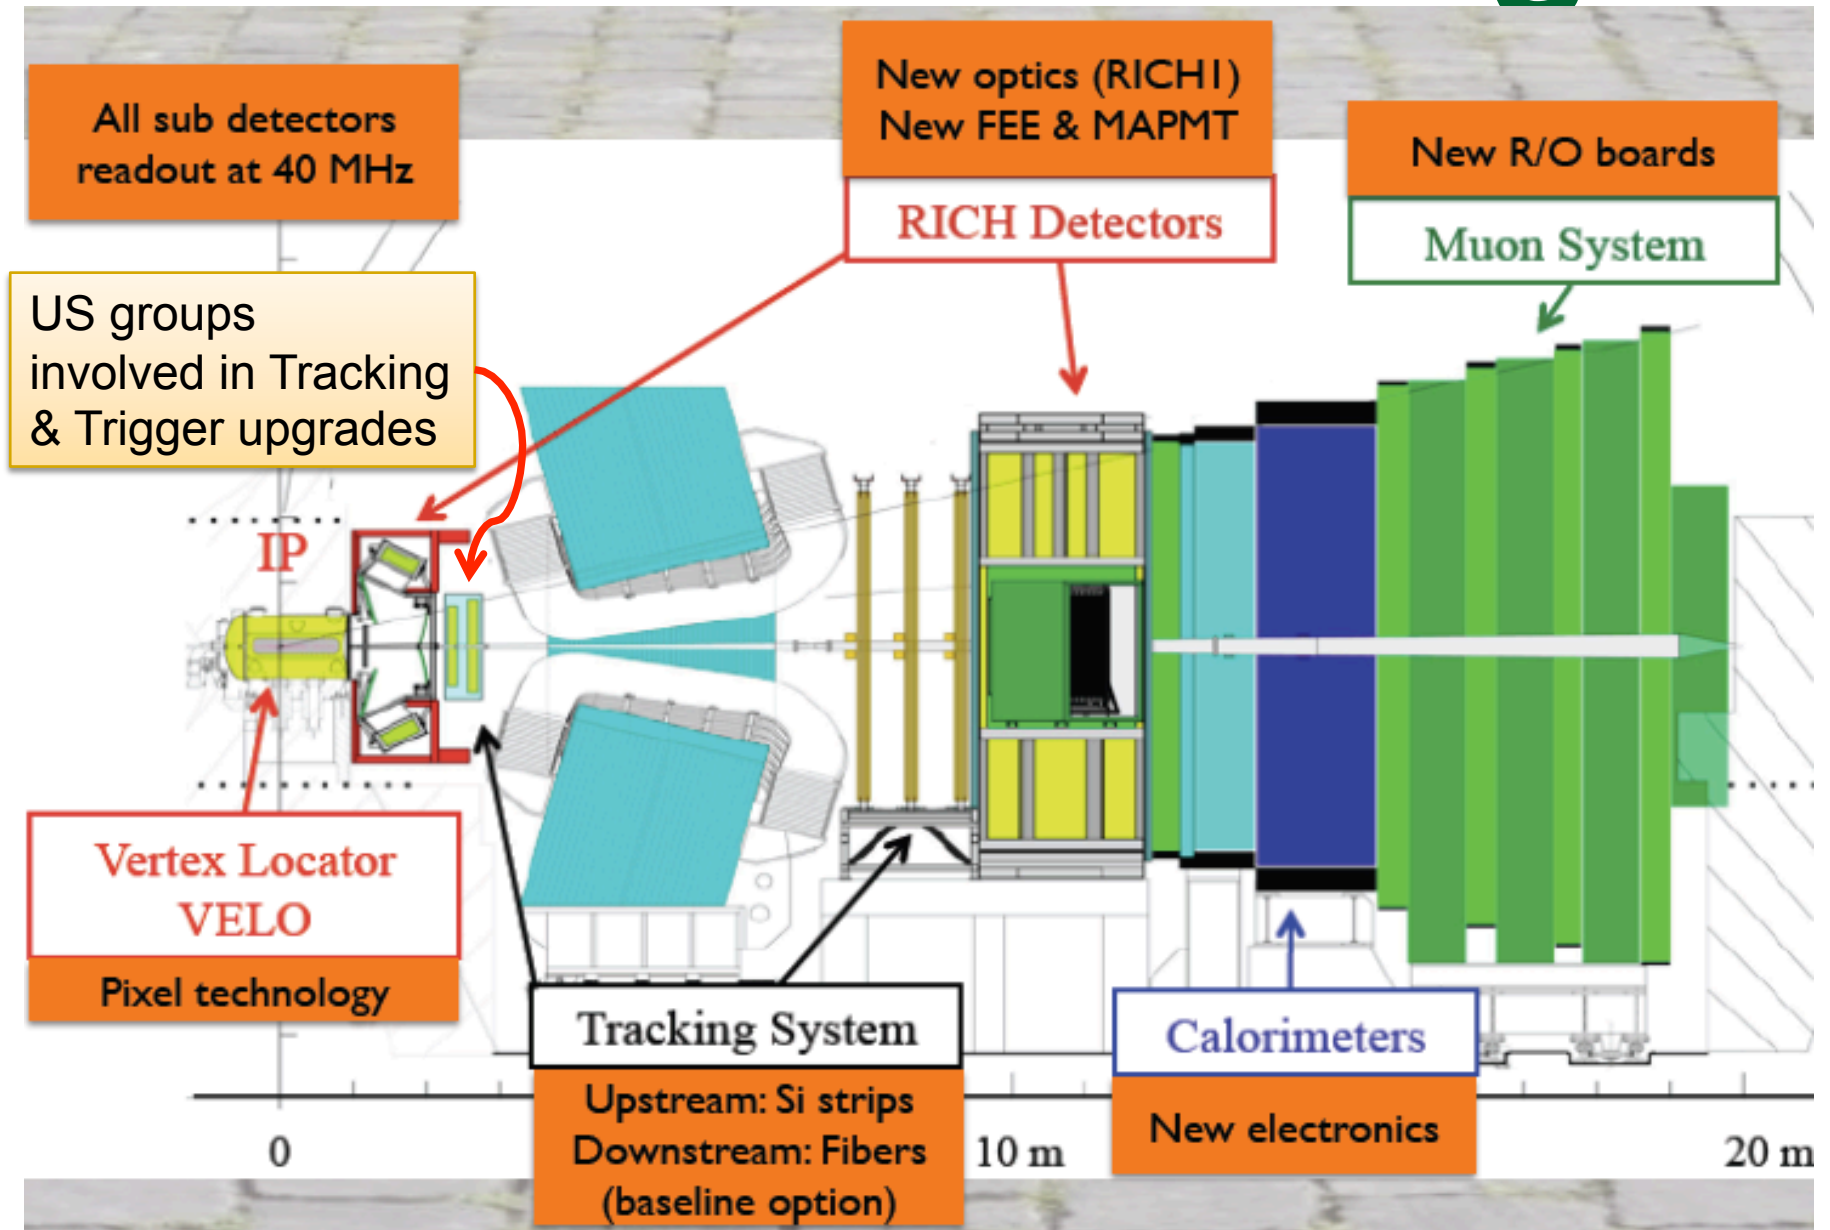 All sub detectors
readout at 40 MHz
New optics (RICH1)
New FEE & MAPMT
RICH Detectors
New R/O boards
Muon System
US groups
involved in Tracking
& Trigger upgrades
IP
Vertex Locator
VELO
Pixel technology
Tracking System
Upstream: Si strips
Downstream: Fibers
(baseline option)
Calorimeters
New electronics
0
10 m
20 m